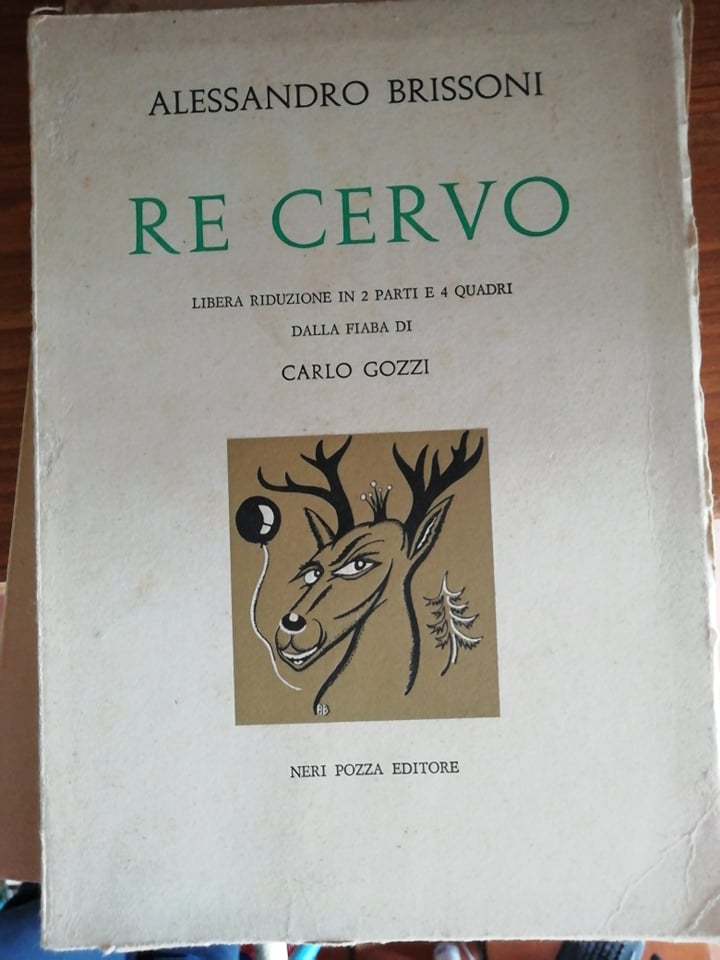 ALESSANDRO BRISSONI
RE CERVO
LIBERA RIDUZIONE IN 2 PARTI E 4 QUADRI
DALLA FIABA DI
CARLO GOZZI
AB
NERI POZZA EDITORE